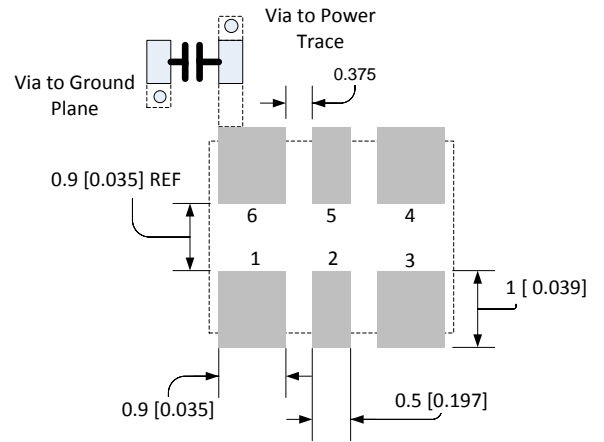 Via to Power
Trace
Via to Ground
Plane
0.375
0.9 [0.035] REF
6 5 4
1 2 3
1 [ 0.039]
0.9 [0.035]
0.5 [0.197]